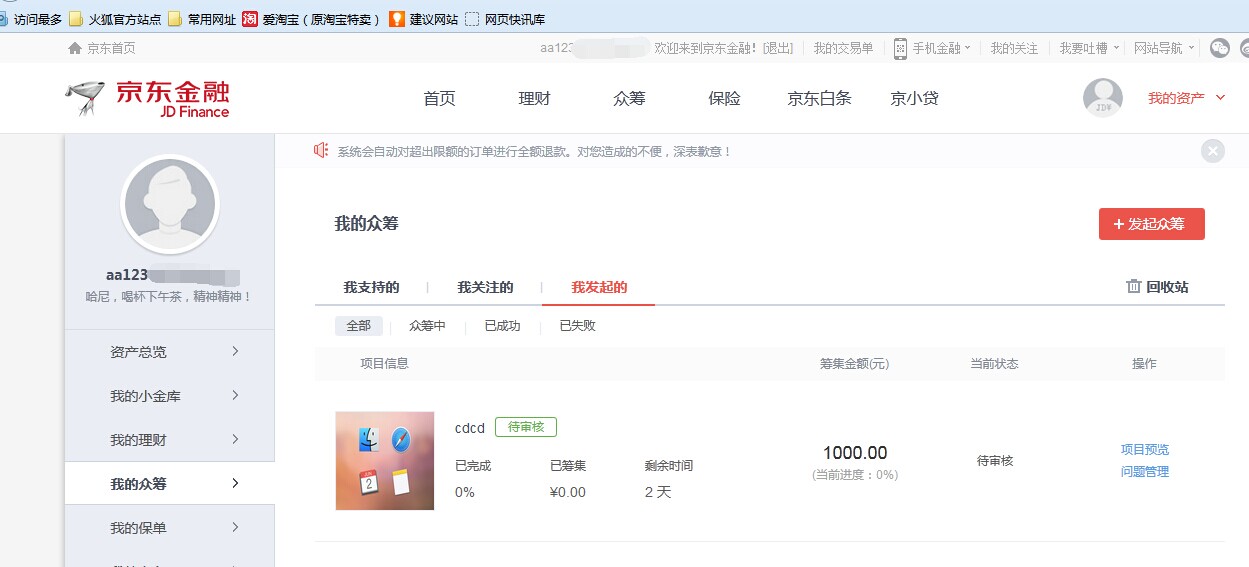 访问最多 火狐官方站点 常用网址 淘 爱淘宝（原淘宝特卖） 建议网站 网页快讯库
京东首页 aa123 欢迎来到京东金融! [退出] 我的交易单 手机金融 我的关注 我要吐槽 网站导航
京东金融
JD Finance
首页 理财 众筹 保险 京东白条 京小贷 JD¥ 我的资产
系统会自动对超出限额的订单进行全额退款。对您造成的不便，深表歉意！
我的众筹 + 发起众筹
aa123
哈尼，喝杯下午茶，精神精神！
资产总览
我的小金库
我的理财
我的众筹
我的保单
我支持的 我关注的 我发起的 回收站
全部 众筹中 已成功 已失败
项目信息 筹集金额(元) 当前状态 操作
2
cdcd 待审核
已完成 已筹集 剩余时间
0% ¥0.00 2 天
1000.00
(当前进度：0%)
待审核
项目预览
问题管理